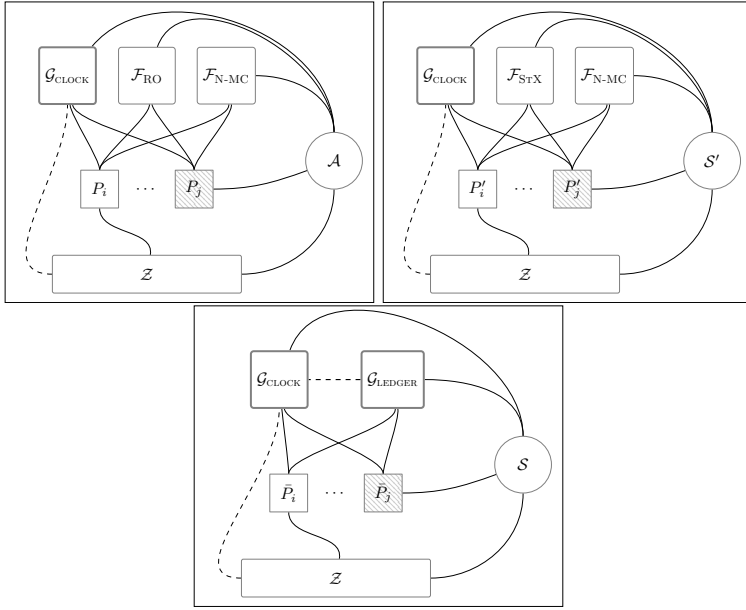 𝒢_CLOCK ℱ_RO ℱ_N-MC
𝒜
P_i ··· P_j
𝒵
𝒢_CLOCK ℱ_STX ℱ_N-MC
𝒮′
P′_i ··· P′_j
𝒵
𝒢_CLOCK 𝒢_LEDGER
𝒮
P̄_i ··· P̄_j
𝒵